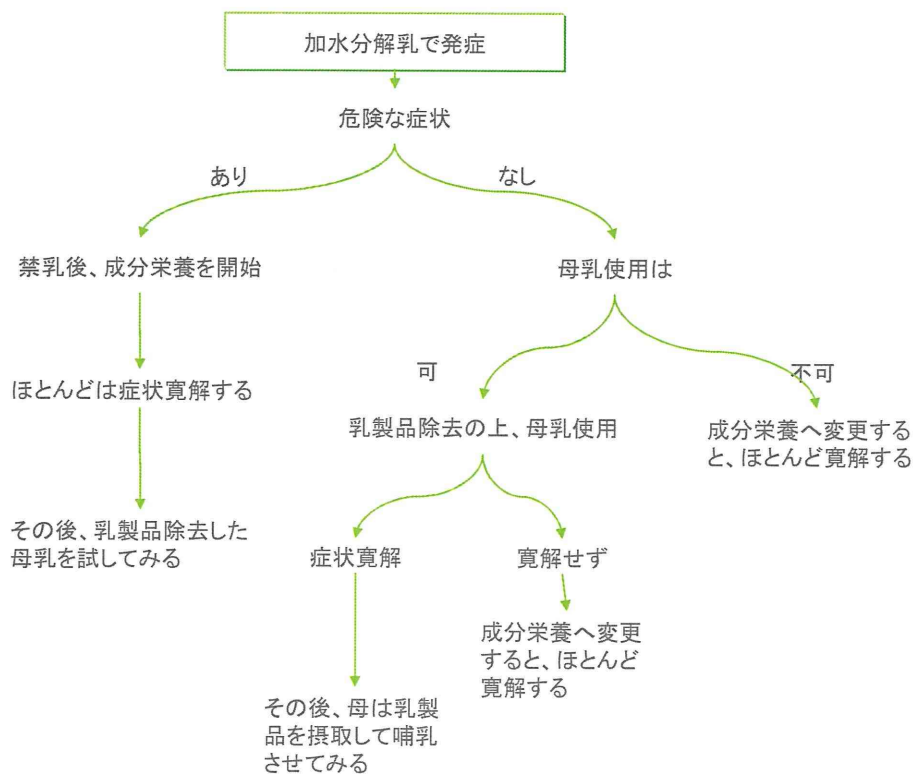 加水分解乳で発症
危険な症状
あり
なし
禁乳後、成分栄養を開始
母乳使用は
ほとんどは症状寛解する
可
不可
乳製品除去の上、母乳使用
成分栄養へ変更する
と、ほとんど寛解する
その後、乳製品除去した
母乳を試してみる
症状寛解
寛解せず
成分栄養へ変更
すると、ほとんど
寛解する
その後、母は乳製
品を摂取して哺乳
させてみる